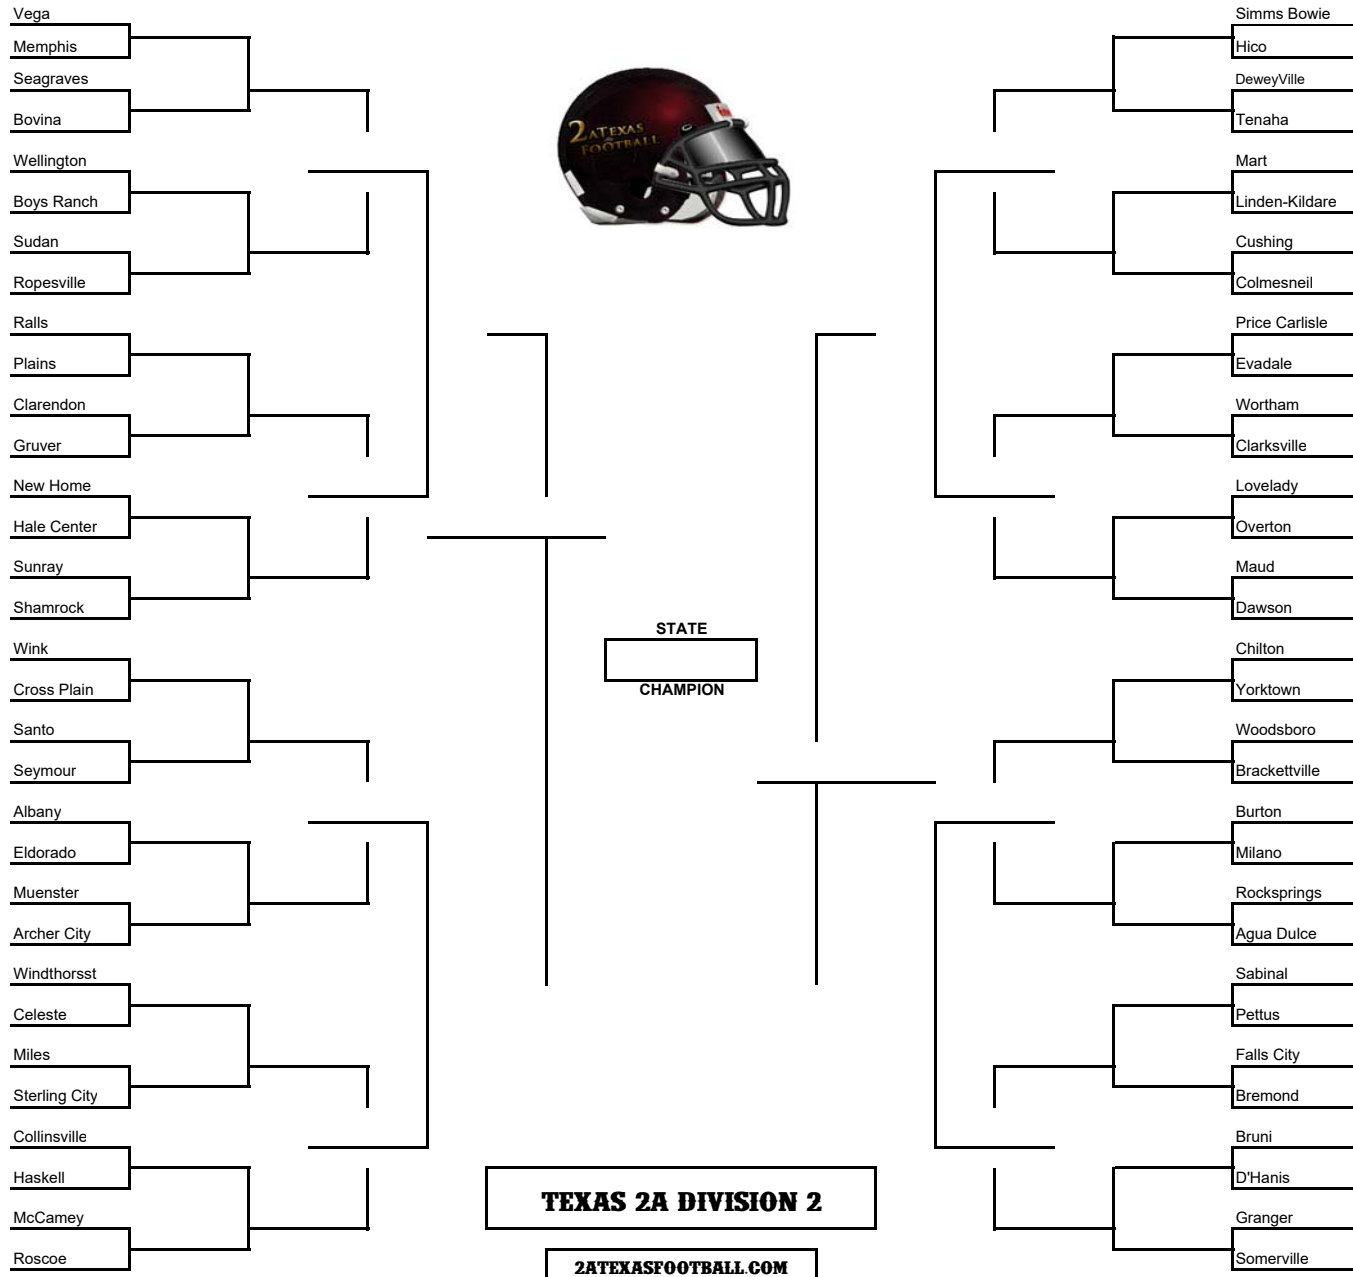 Vega
Memphis
Seagraves
Bovina
Wellington
Boys Ranch
Sudan
Ropesville
Ralls
Plains
Clarendon
Gruver
New Home
Hale Center
Sunray
Shamrock
Wink
Cross Plain
Santo
Seymour
Albany
Eldorado
Muenster
Archer City
Windthorsst
Celeste
Miles
Sterling City
Collinsville
Haskell
McCamey
Roscoe
2ATEXAS
FOOTBALL
STATE
CHAMPION
TEXAS 2A DIVISION 2
2ATEXASFOOTBALL.COM
Simms Bowie
Hico
DeweyVille
Tenaha
Mart
Linden-Kildare
Cushing
Colmesneil
Price Carlisle
Evadale
Wortham
Clarksville
Lovelady
Overton
Maud
Dawson
Chilton
Yorktown
Woodsboro
Brackettville
Burton
Milano
Rocksprings
Agua Dulce
Sabinal
Pettus
Falls City
Bremond
Bruni
D'Hanis
Granger
Somerville